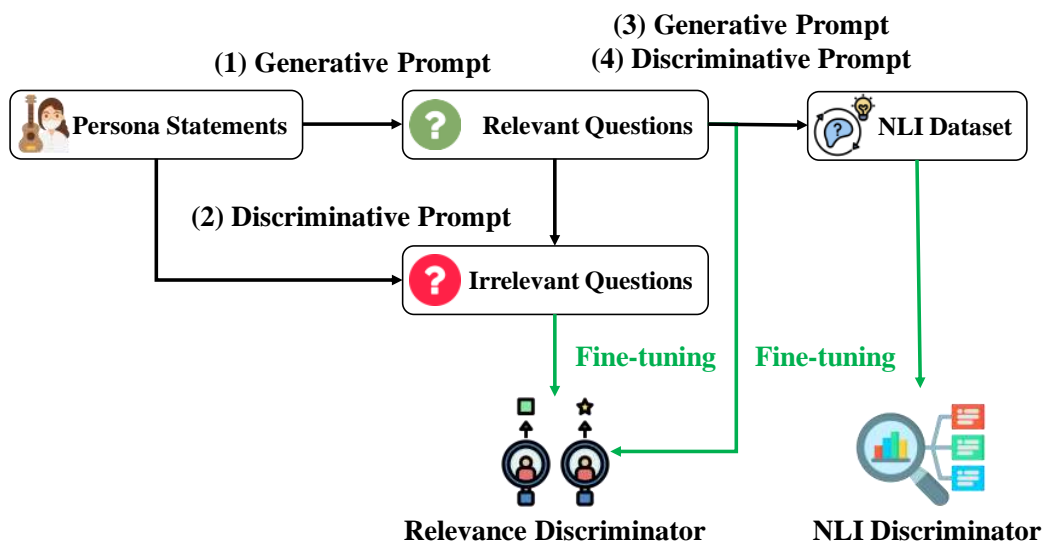 (3) Generative Prompt
(1) Generative Prompt
(4) Discriminative Prompt
Persona Statements
? Relevant Questions
? NLI Dataset
(2) Discriminative Prompt
? Irrelevant Questions
Fine-tuning
Fine-tuning
Relevance Discriminator
NLI Discriminator